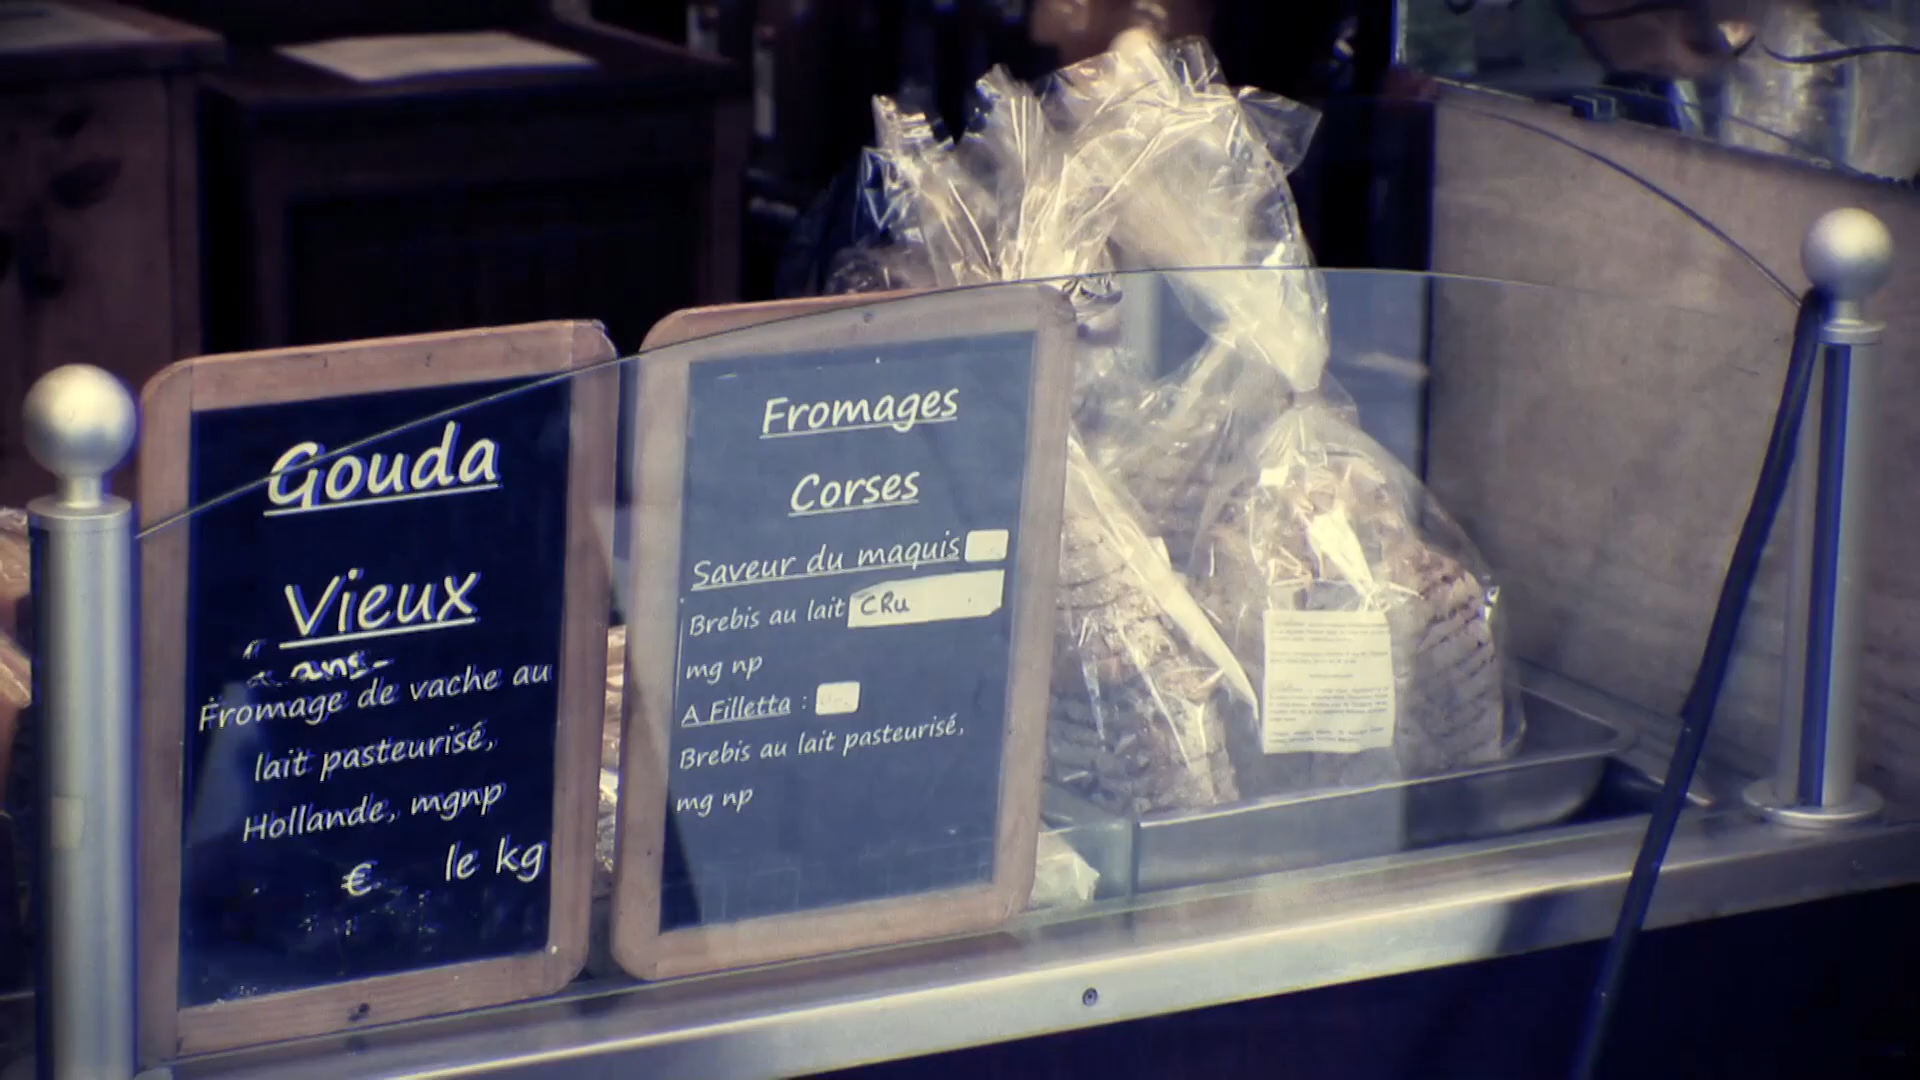 Gouda
Vieux
ans-
Fromage de vache au
lait pasteurisé,
Hollande, mgnp
€ le kg
Fromages
Corses
Saveur du maquis
Brebis au lait CRu
mg np
A Filletta :
Brebis au lait pasteurisé,
mg np